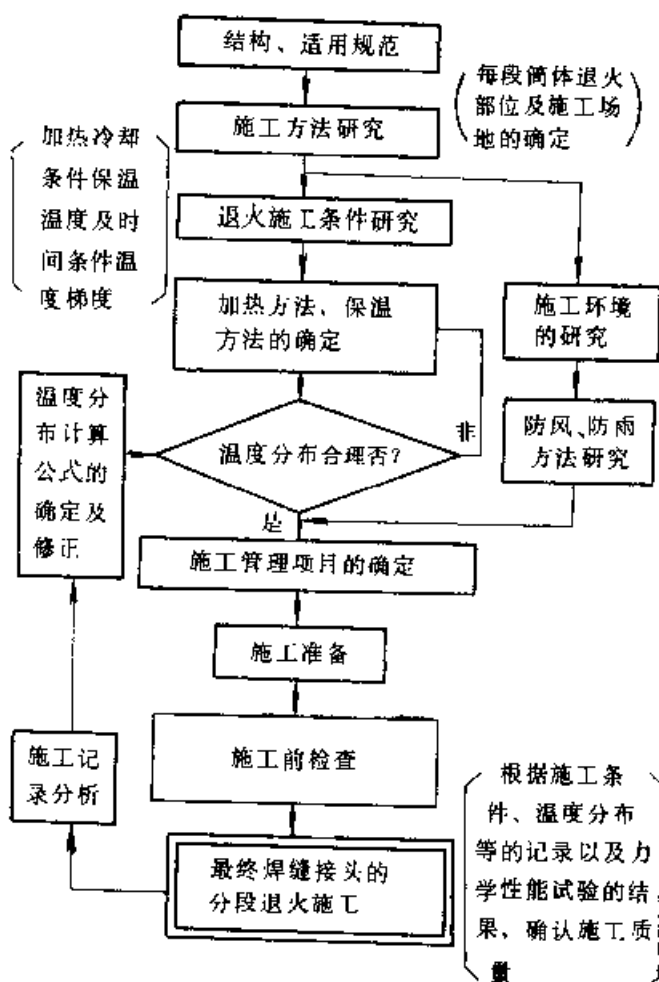 结构、适用规范
每段筒体退火
部位及施工场
地的确定
施工方法研究
加热冷却
条件保温
温度及时
间条件温
度梯度
退火施工条件研究
加热方法、保温
方法的确定
施工环境
的研究
温度分
布计算
公式的
确定及
修正
温度分布合理否?
非
防风、防雨
方法研究
是
施工管理项目的确定
施工准备
施工前检查
施工记
录分析
最终焊缝接头的
分段退火施工
根据施工条
件、温度分布
等的记录以及力
学性能试验的结
果、确认施工质
量